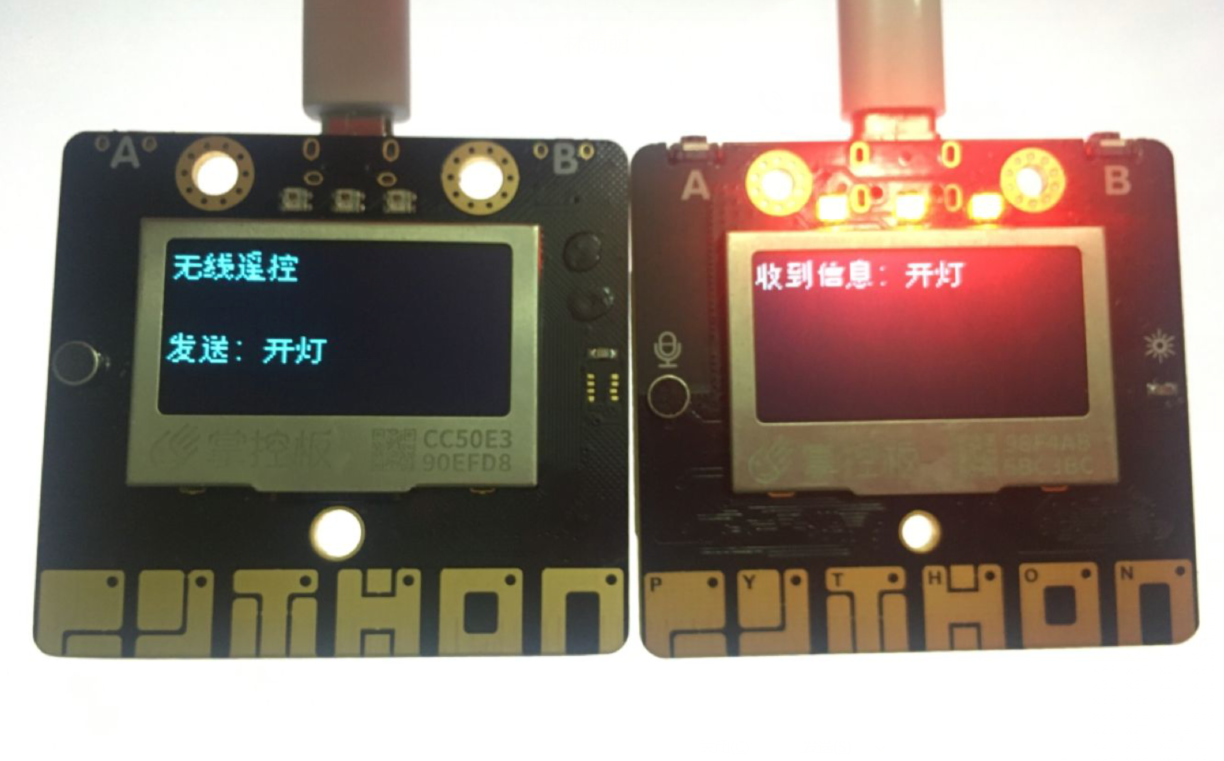 A B
无线遥控
发送：开灯
掌控板 CC50E3
90EFD8
PYTHON
A B
收到信息：开灯
掌控板
P Y T H O N